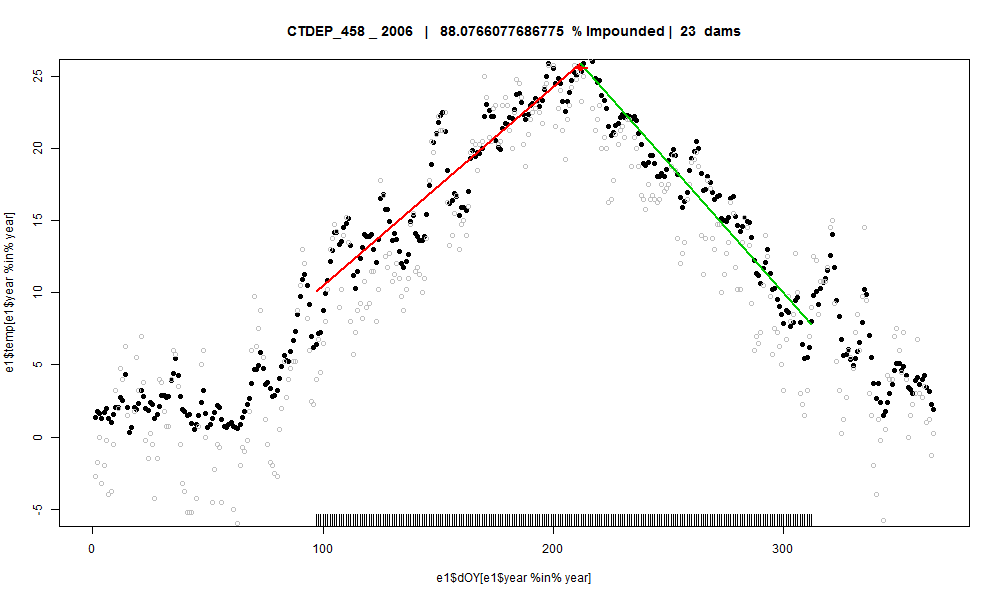 CTDEP_458 _ 2006 | 88.0766077686775 % Impounded | 23 dams
e1$temp[e1$year %in% year]
25
20
15
10
5
0
-5
0 100 200 300
e1$dOY[e1$year %in% year]